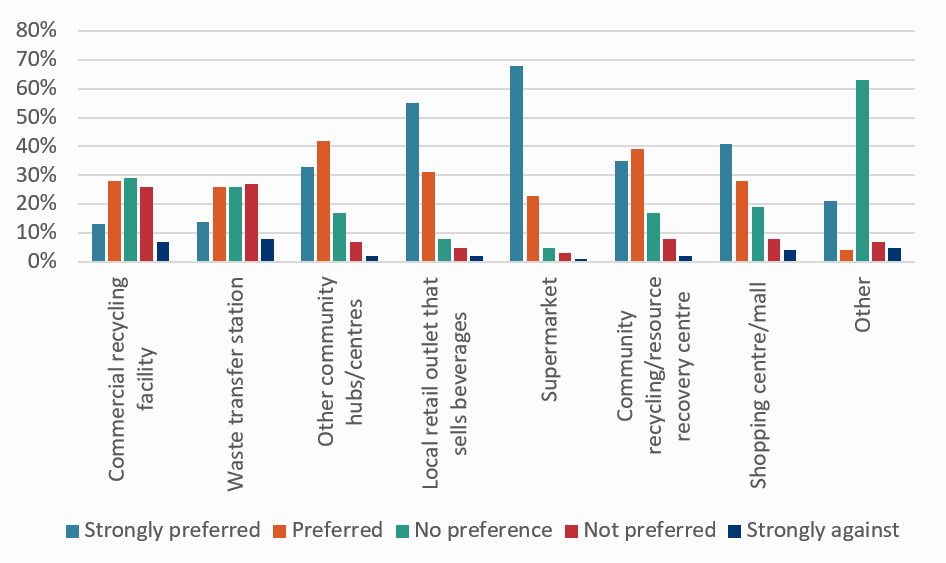 80%
70%
60%
50%
40%
30%
20%
10%
0%
Commercial recycling
facility
Waste transfer station
Other community
hubs/centres
Local retail outlet that
sells beverages
Supermarket
Community
recycling/resource
recovery centre
Shopping centre/mall
Other
Strongly preferred Preferred No preference Not preferred Strongly against